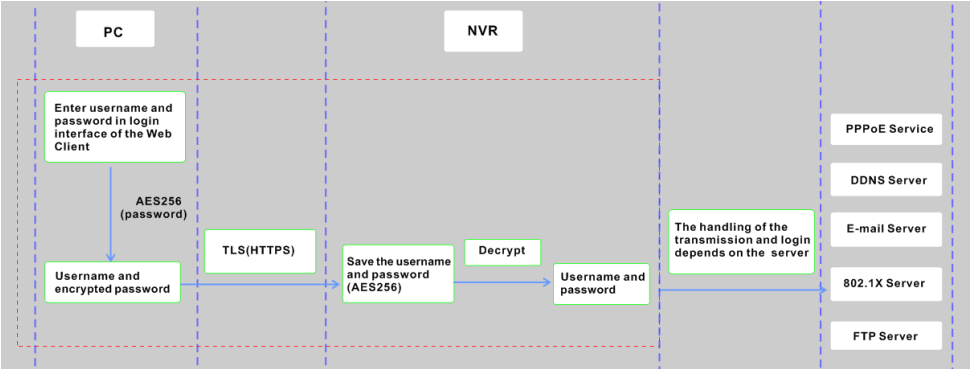 PC
NVR
Enter username and
password in login
interface of the Web
Client
AES256
(password)
Username and
encrypted password
TLS(HTTPS)
Save the username
and password
(AES256)
Decrypt
Username and
password
The handling of the
transmission and login
depends on the server
PPPoE Service
DDNS Server
E-mail Server
802.1X Server
FTP Server